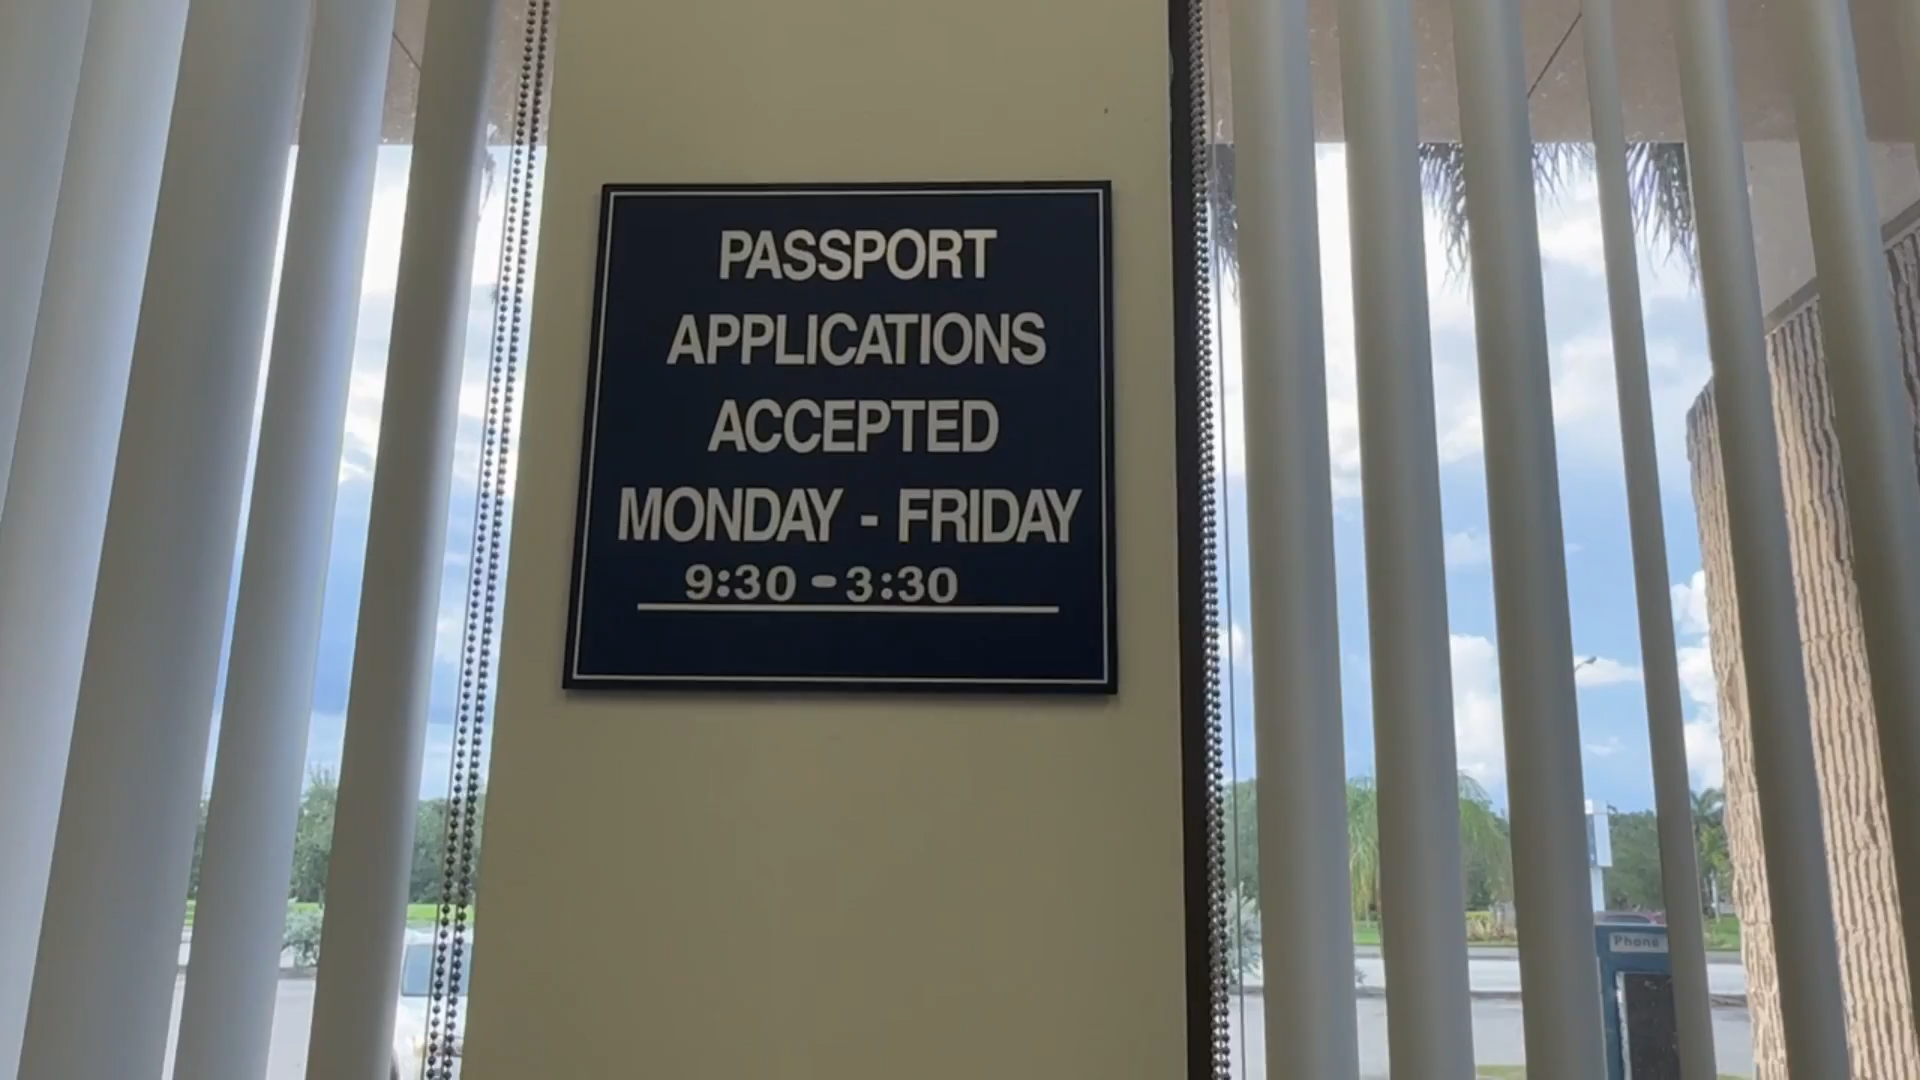 PASSPORT
APPLICATIONS
ACCEPTED
MONDAY - FRIDAY
9:30 - 3:30
Phone